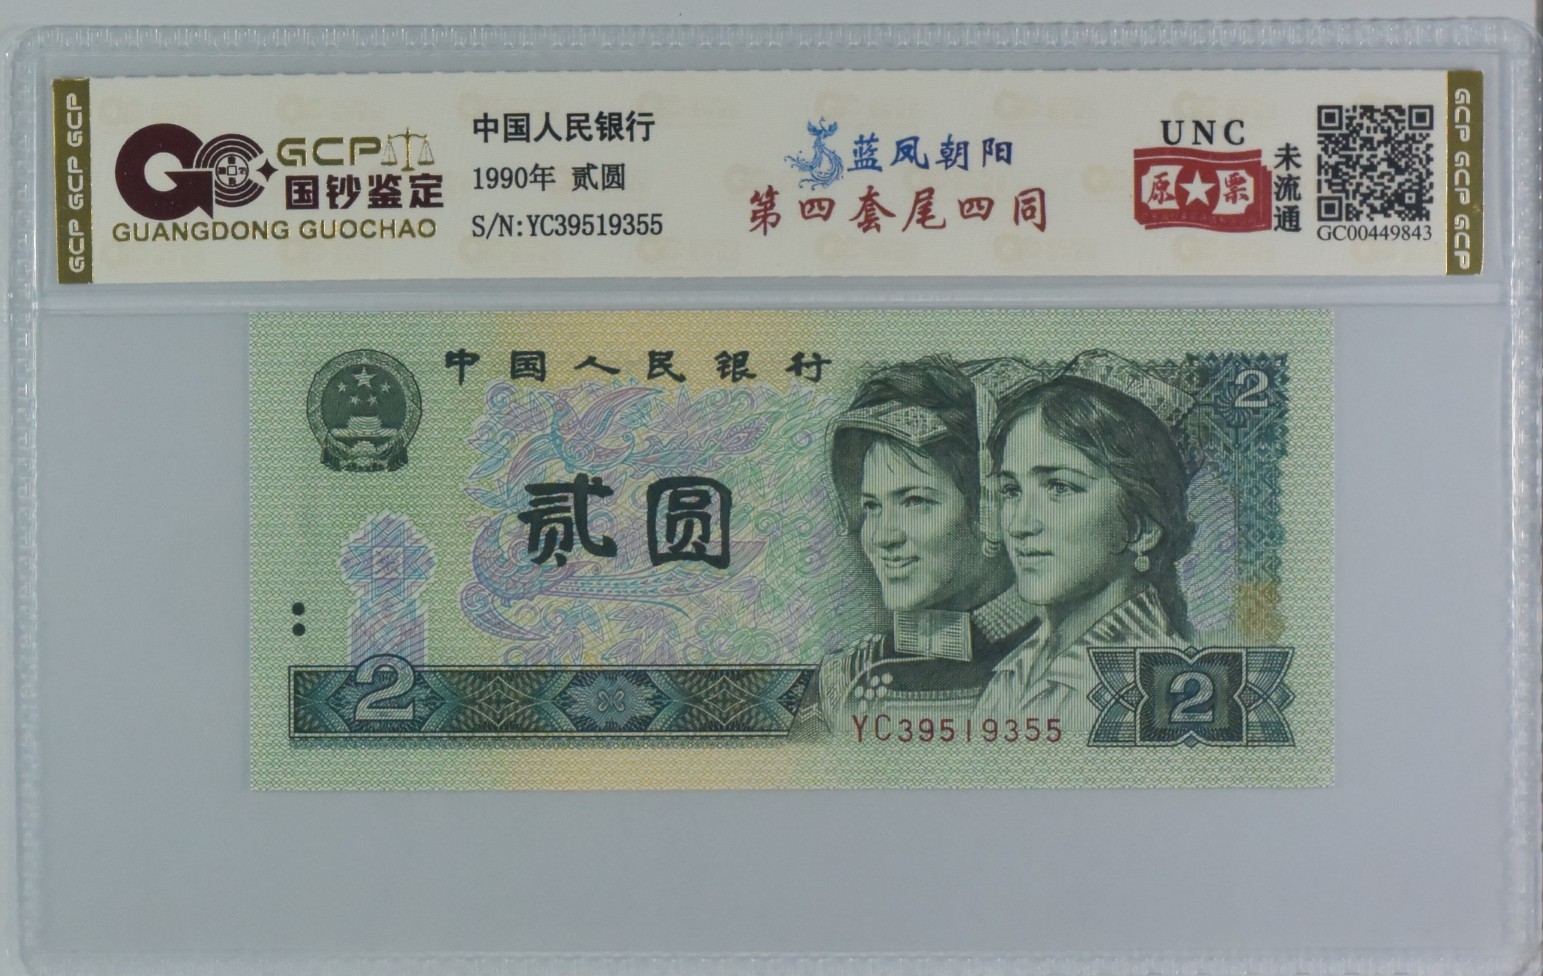 GCP GCP GCP
GCP
国钞鉴定
GUANGDONG GUOCHAO
中国人民银行
1990年 贰圆
S/N:YC39519355
蓝凤朝阳
第四套尾四同
UNC
原★票
未流通
GC00449843
GCP GCP GCP
中国人民银行
2
贰圆
2
YC39519355
2